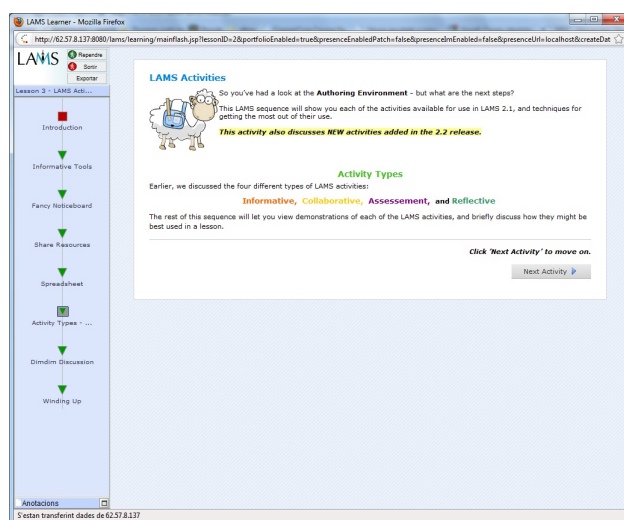 LAMS Learner - Mozilla Firefox
http://62.57.8.137:8080/lams/learning/mainflash.jsp?lessonID=2&portfolioEnabled=true&presenceEnabledPatch=false&presenceImEnabled=false&presenceUrl=localhost&createDat
LAMS
Reprendre
Sortir
Exportar
Lesson 3 - LAMS Acti...
Introduction
Informative Tools
Fancy Noticeboard
Share Resources
Spreadsheet
Activity Types - ...
Dimdim Discussion
Winding Up
Anotacions
LAMS Activities
So you've had a look at the Authoring Environment - but what are the next steps?
This LAMS sequence will show you each of the activities available for use in LAMS 2.1, and techniques for
getting the most out of their use.
This activity also discusses NEW activities added in the 2.2 release.
Activity Types
Earlier, we discussed the four different types of LAMS activities:
Informative, Collaborative, Assessement, and Reflective
The rest of this sequence will let you view demonstrations of each of the LAMS activities, and briefly discuss how they might be
best used in a lesson.
Click 'Next Activity' to move on.
Next Activity
S'estan transferint dades de 62.57.8.137